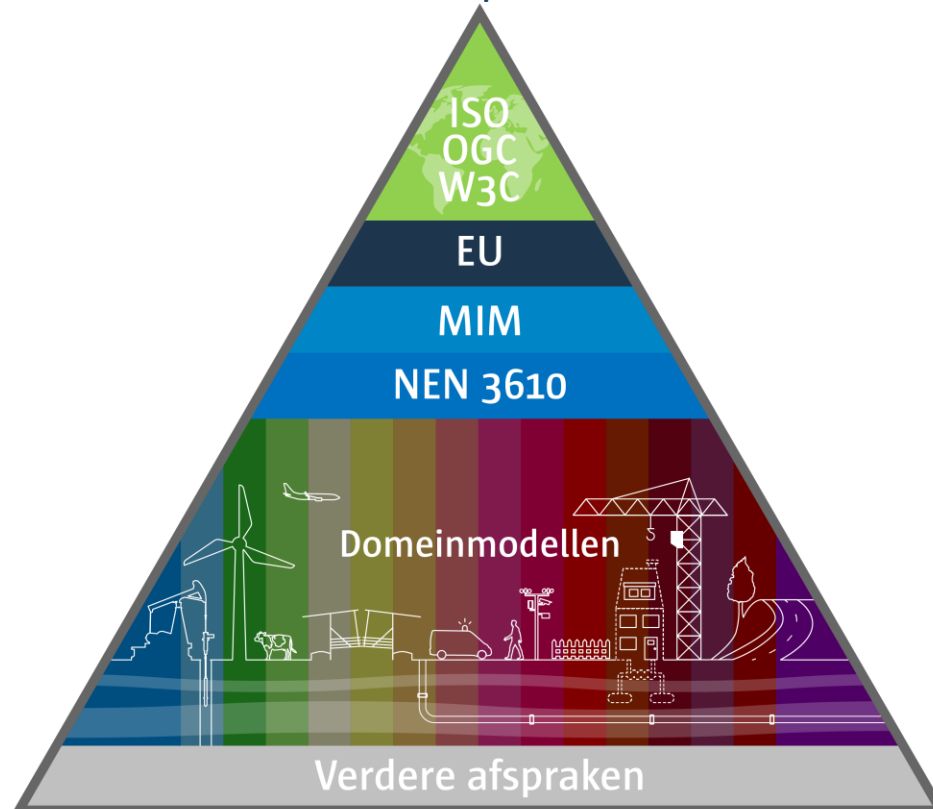 ISO
OGC
W3C
EU
MIM
NEN 3610
Domeinmodellen
Verdere afspraken